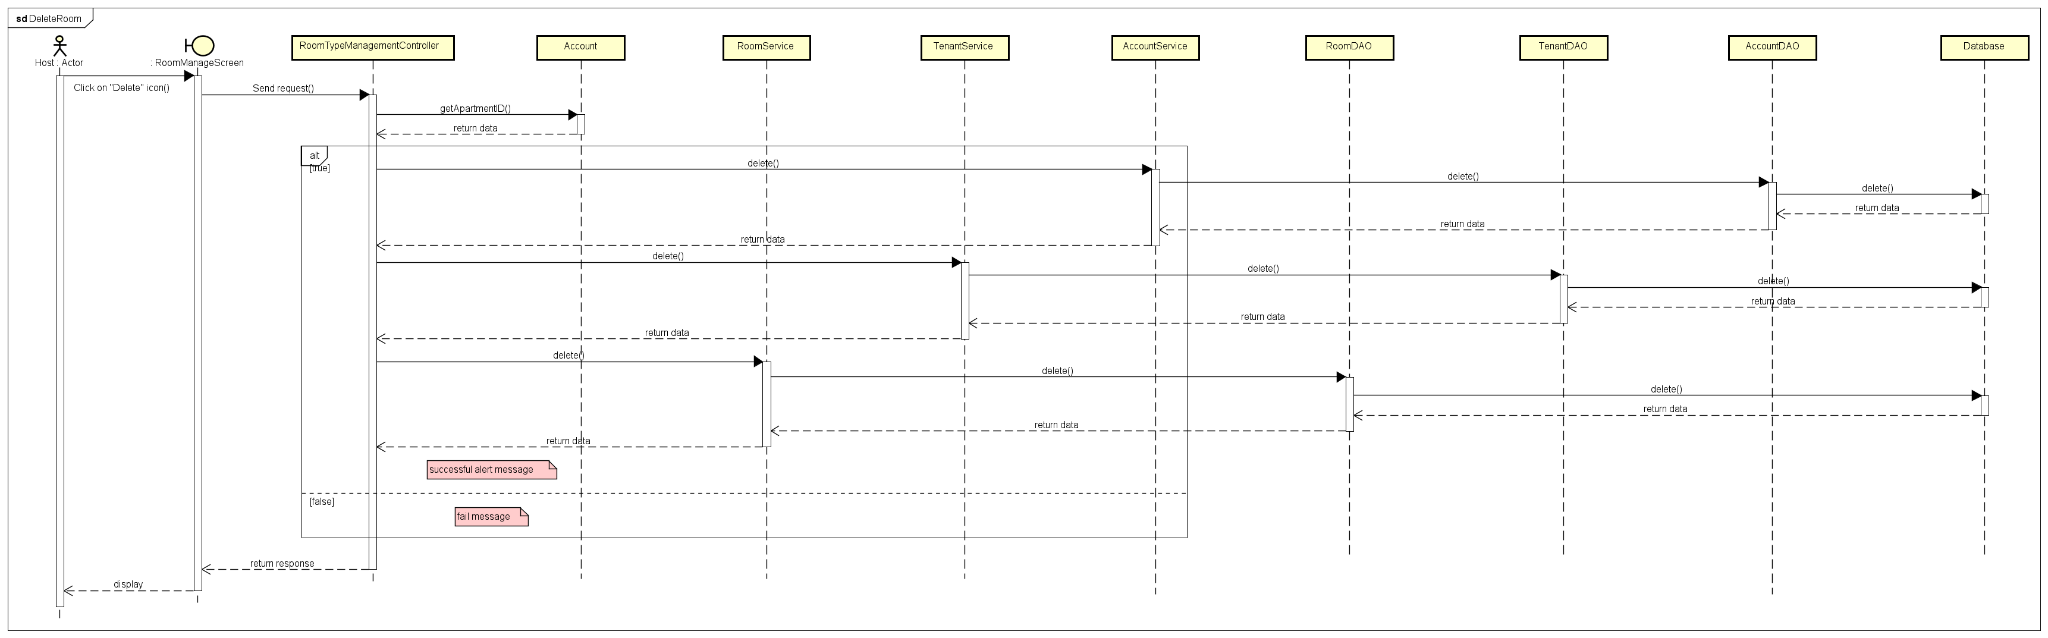 sd DeleteRoom
Host : Actor
: RoomManageScreen
RoomTypeManagementController
Account
RoomService
TenantService
AccountService
RoomDAO
TenantDAO
AccountDAO
Database
Click on "Delete" icon()
Send request()
getApartmentID()
return data
alt
[true]
delete()
delete()
delete()
return data
return data
return data
delete()
delete()
delete()
return data
return data
return data
delete()
delete()
delete()
return data
return data
return data
successful alert message
[false]
fail message
return response
display